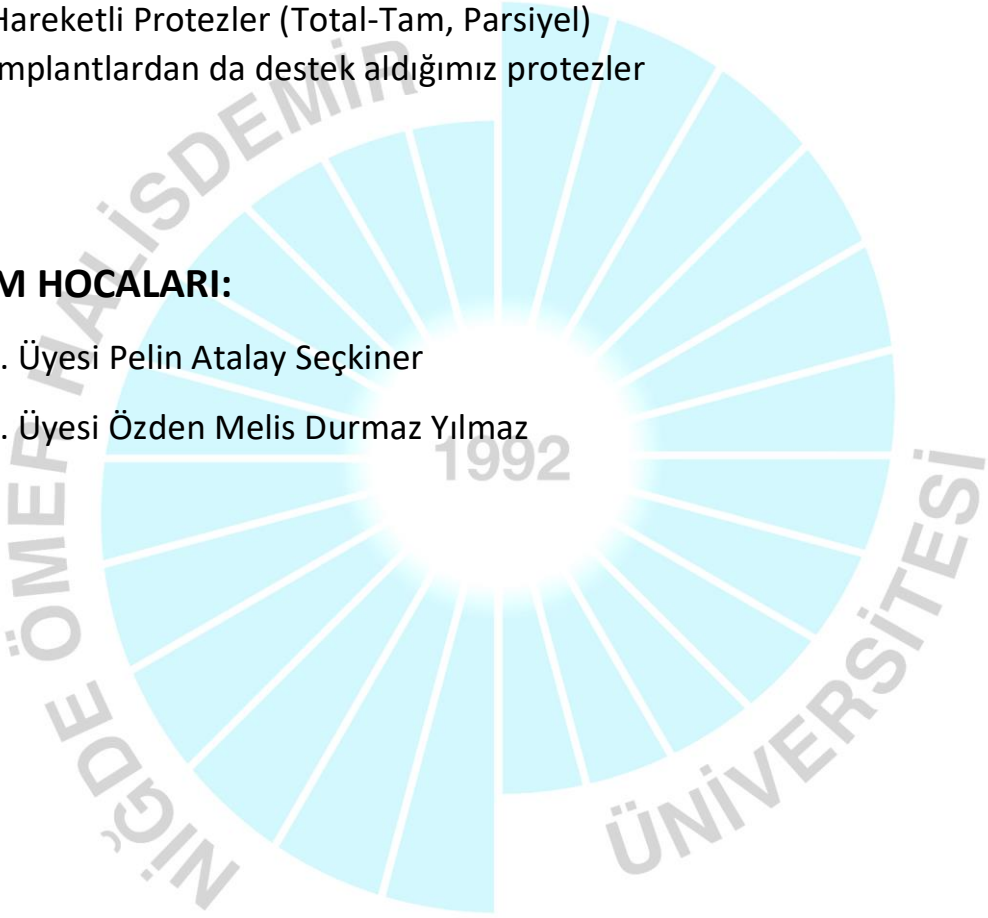 Hareketli Protezler (Total-Tam, Parsiyel)
mplantlardan da destek aldığımız protezler
M HOCALARI:
. Üyesi Pelin Atalay Seçkiner
. Üyesi Özden Melis Durmaz Yılmaz
NİĞDE ÖMER HALİSDEMİR
1992
ÜNİVERSİTESİ